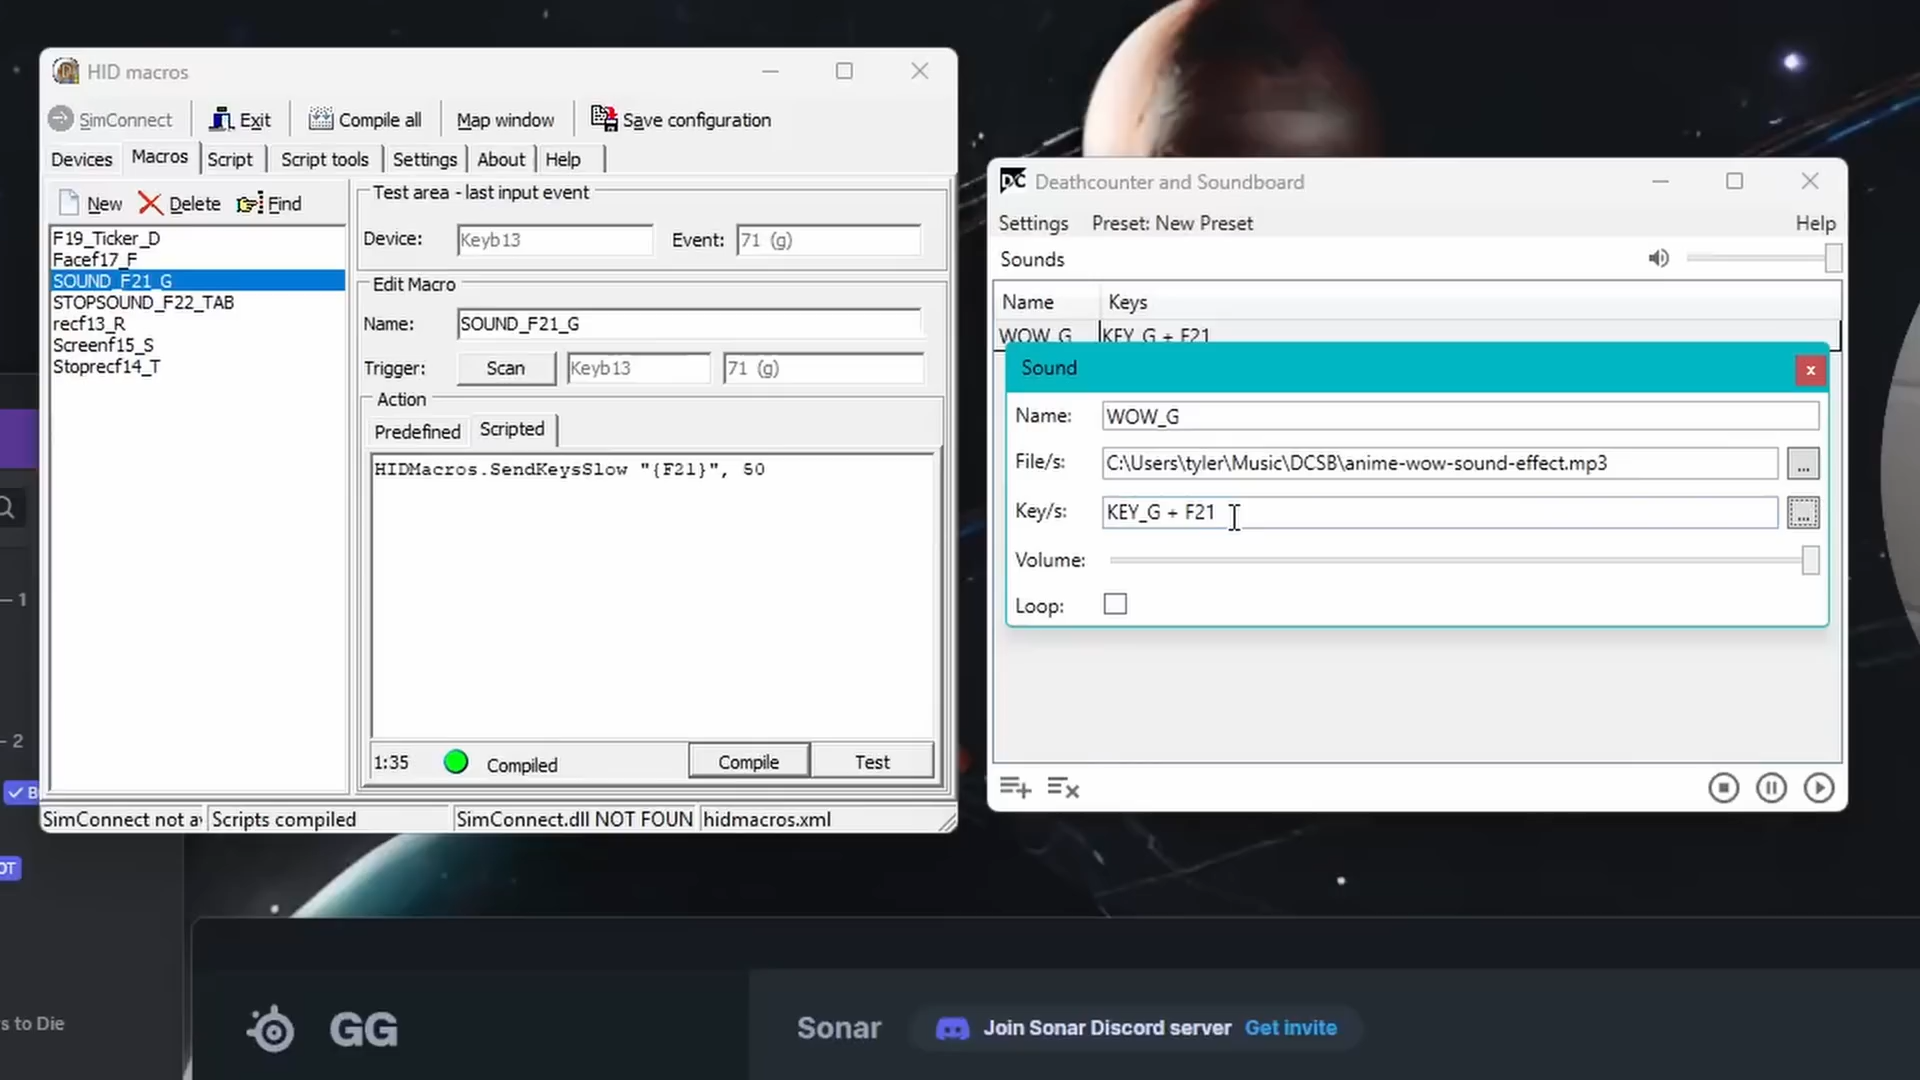 HID macros
SimConnect
Exit
Compile all
Map window
Save configuration
Devices
Macros
Script
Script tools
Settings
About
Help
New
Delete
Find
F19_Ticker_D
Facef17_F
SOUND_F21_G
STOPSOUND_F22_TAB
recf13_R
Screenf15_S
Stoprecf14_T
Test area - last input event
Device: Keyb13 Event: 71 (g)
Edit Macro
Name: SOUND_F21_G
Trigger: Scan Keyb13 71 (g)
Action
Predefined Scripted
HIDMacros.SendKeysSlow "{F21}", 50
1:35 Compiled Compile Test
SimConnect not a
Scripts compiled
SimConnect.dll NOT FOUN
hidmacros.xml
DC Deathcounter and Soundboard
Settings Preset: New Preset Help
Sounds
Name Keys
WOW_G KEY_G + F21
Sound x
Name: WOW_G
File/s: C:\Users\tyler\Music\DCSB\anime-wow-sound-effect.mp3 ...
Key/s: KEY_G + F21 ...
Volume:
Loop:
— 1
- 2
B
OT
s to Die
GG
Sonar
Join Sonar Discord server Get invite